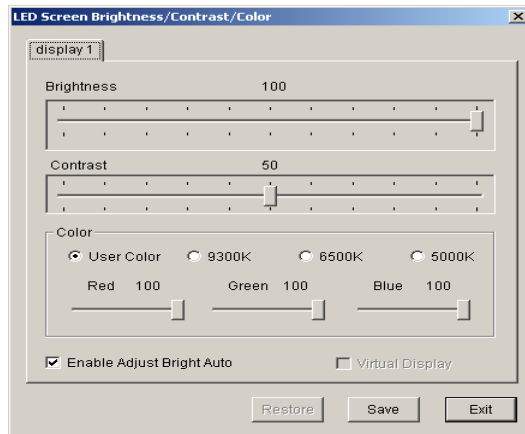 LED Screen Brightness/Contrast/Color
display 1
Brightness 100
Contrast 50
Color
User Color 9300K 6500K 5000K
Red 100 Green 100 Blue 100
Enable Adjust Bright Auto Virtual Display
Restore Save Exit